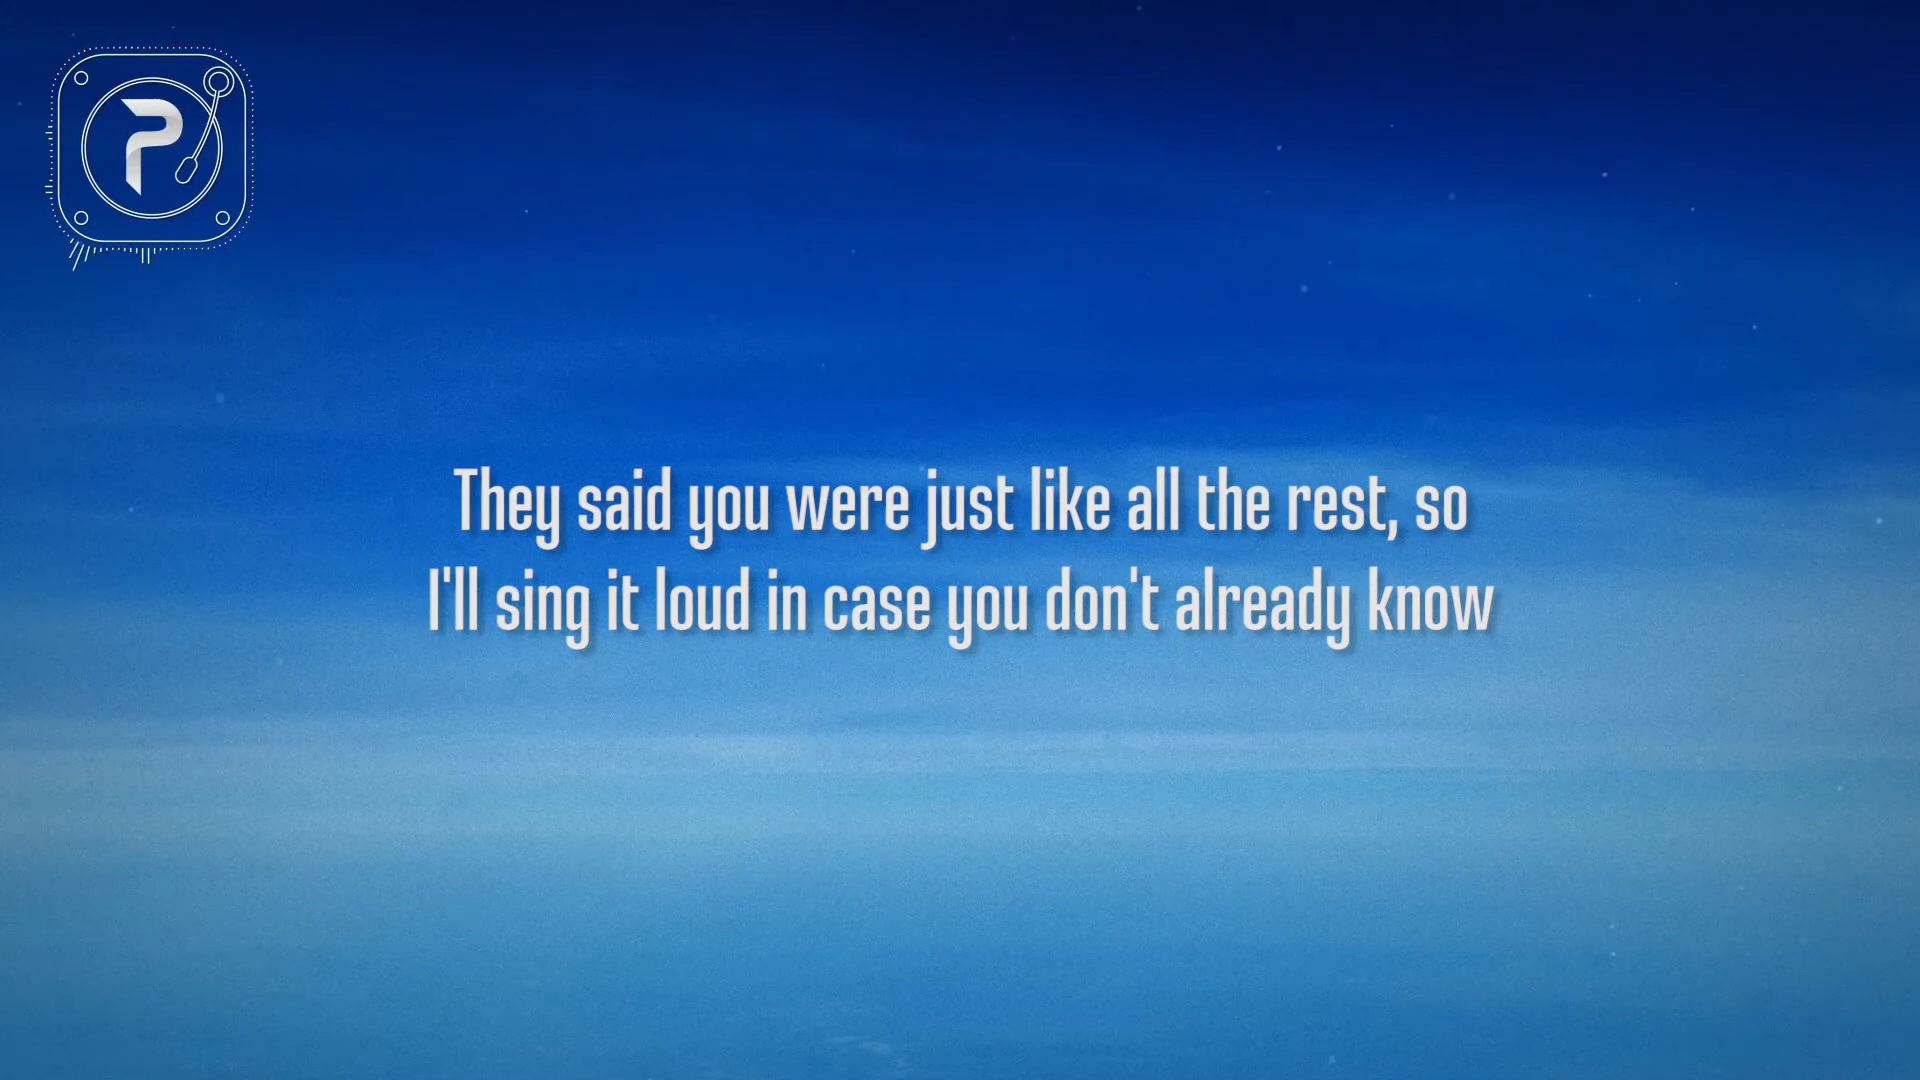 P
They said you were just like all the rest, so
I'll sing it loud in case you don't already know